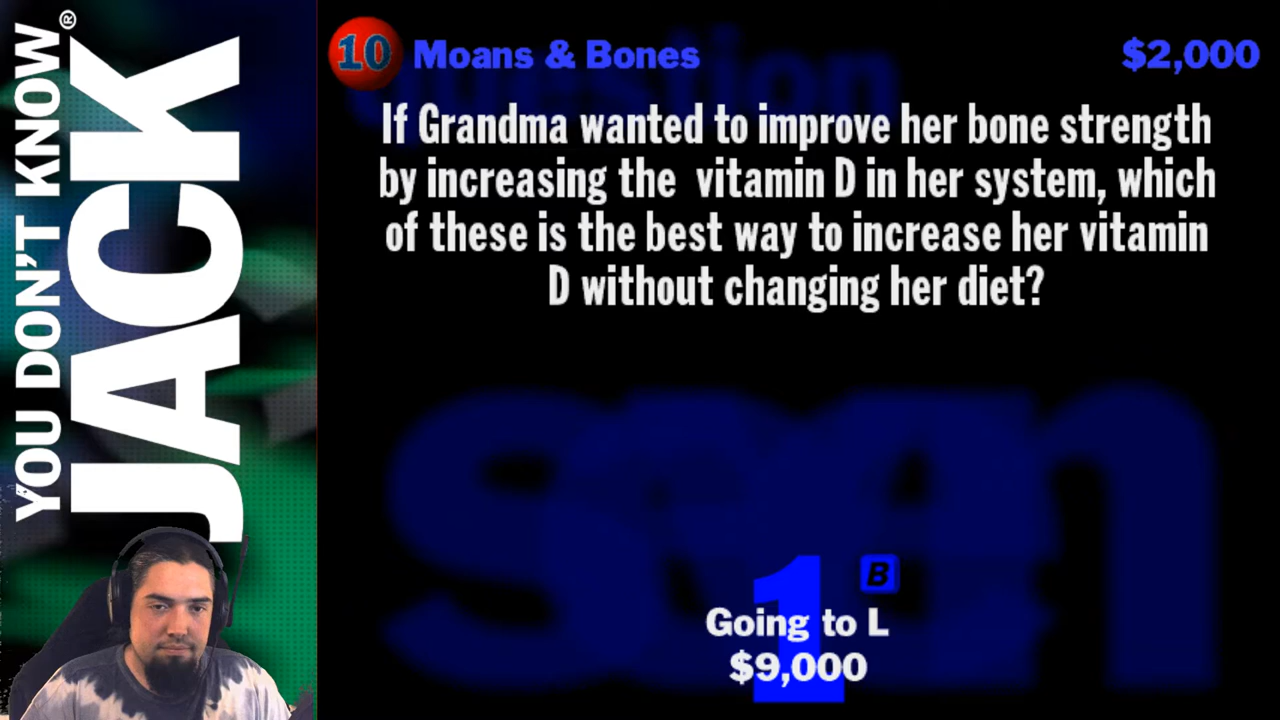 YOU DON'T KNOW
JACK®
10 Moans & Bones $2,000
question
If Grandma wanted to improve her bone strength
by increasing the vitamin D in her system, which
of these is the best way to increase her vitamin
D without changing her diet?
1
B
Going to L
$9,000